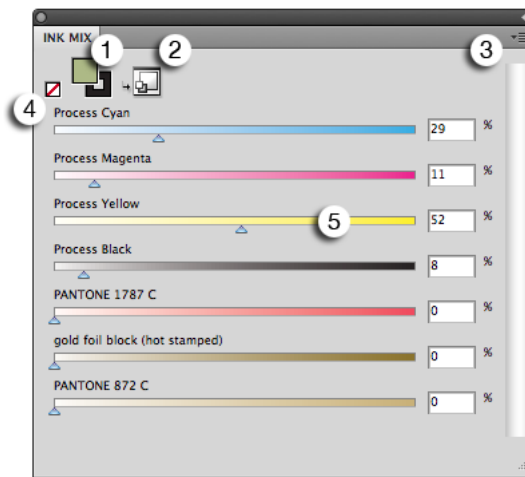 INK MIX
1
2
3
4
Process Cyan
29 %
Process Magenta
11 %
Process Yellow
5
52 %
Process Black
8 %
PANTONE 1787 C
0 %
gold foil block (hot stamped)
0 %
PANTONE 872 C
0 %